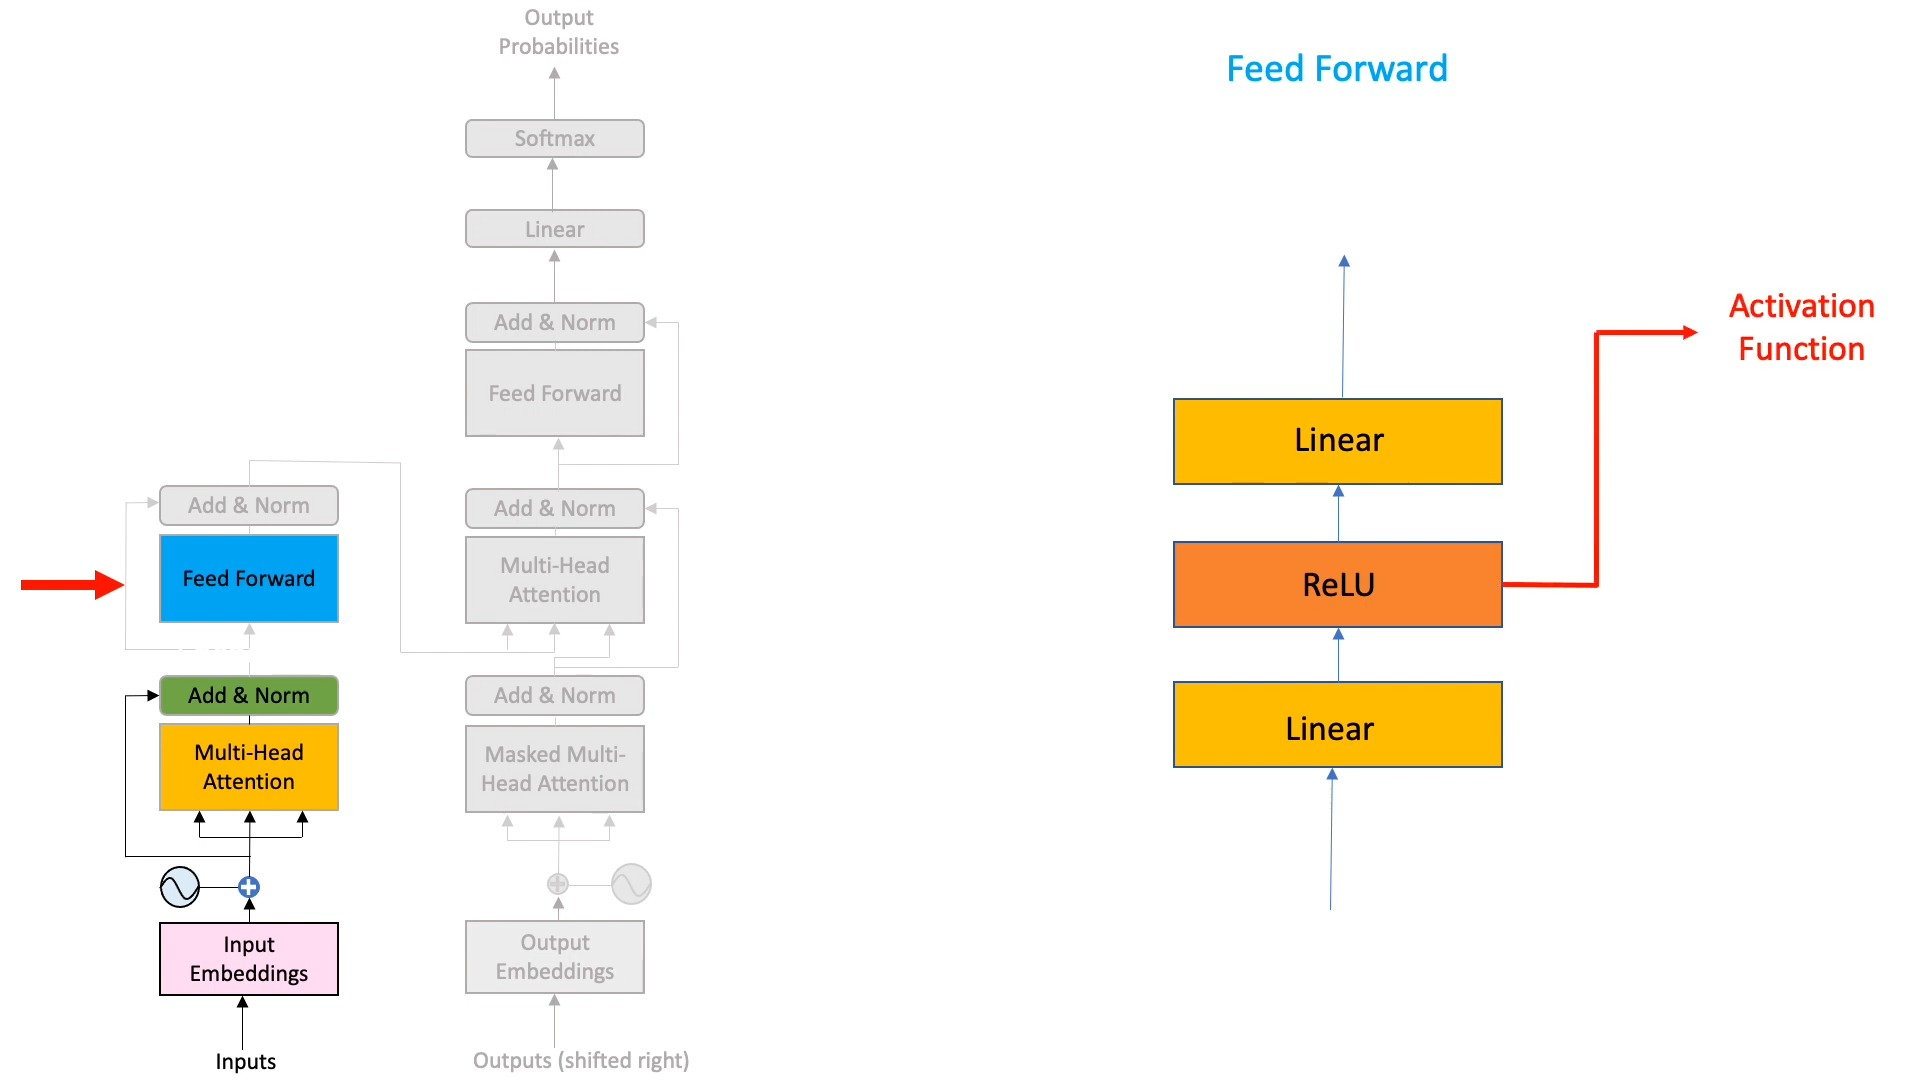 Output
Probabilities
Softmax
Linear
Add & Norm
Feed Forward
Add & Norm
Multi-Head
Attention
Add & Norm
Masked Multi-
Head Attention
Output
Embeddings
Outputs (shifted right)
Add & Norm
Feed Forward
Add & Norm
Multi-Head
Attention
Input
Embeddings
Inputs
Feed Forward
Linear
ReLU
Linear
Activation
Function